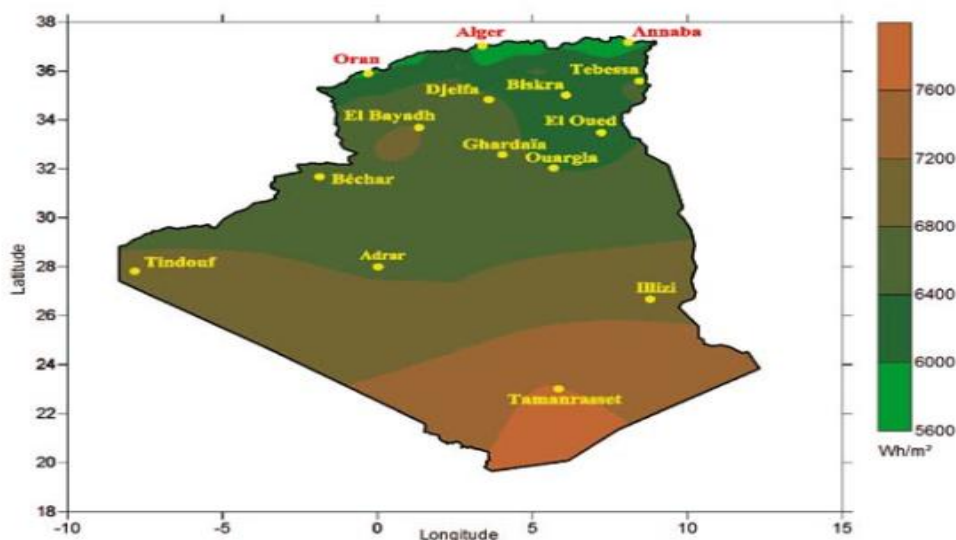 38
36
34
32
30
28
26
24
22
20
18
Latitude
-10
-5
0
5
10
15
Longitude
Oran
Alger
Annaba
Tebessa
Biskra
Djelfa
El Bayadh
El Oued
Ghardaïa
Ouargla
Béchar
Tindouf
Adrar
Illizi
Tamanrasset
7600
7200
6800
6400
6000
5600
Wh/m²